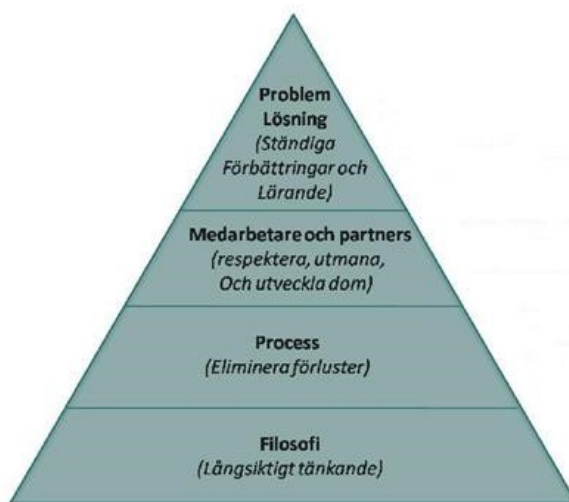 Problem
Lösning
(Ständiga
Förbättringar och
Lärande)
Medarbetare och partners
(respektera, utmana,
Och utveckla dom)
Process
(Eliminera förluster)
Filosofi
(Långsiktigt tänkande)